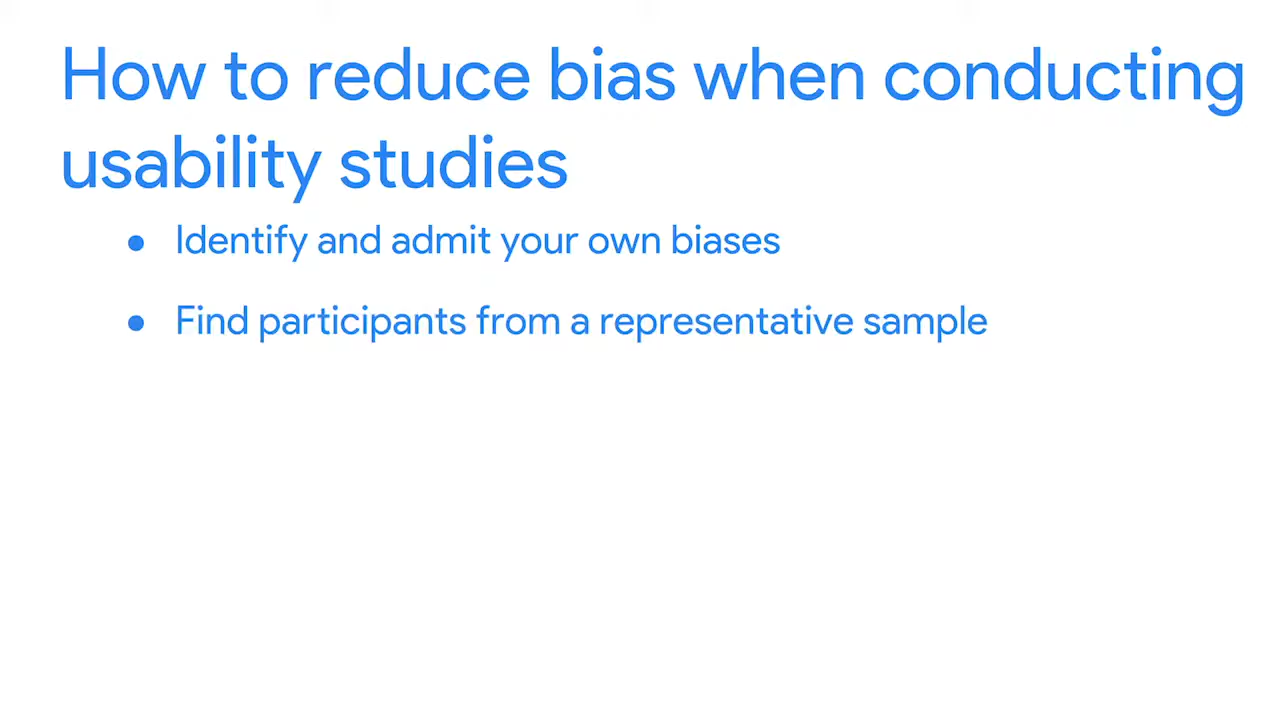 How to reduce bias when conducting
usability studies
● Identify and admit your own biases
● Find participants from a representative sample